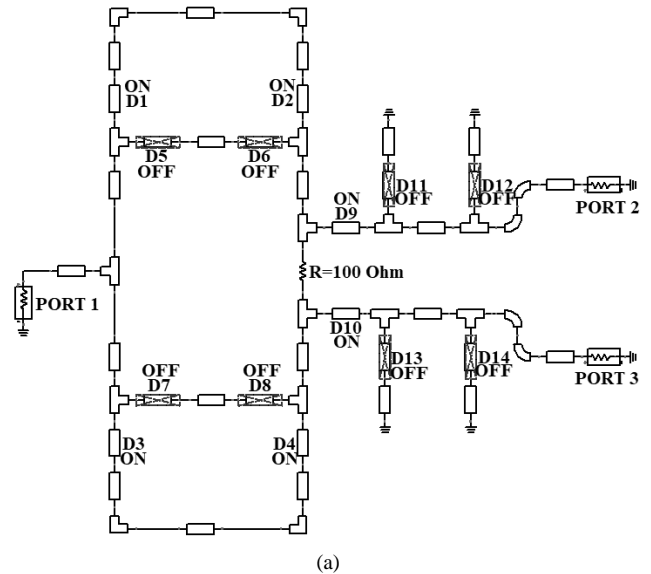 ON
D1
ON
D2
D5
OFF
D6
OFF
D11
OFF
D12
OFF
ON
D9
PORT 2
PORT 1
R=100 Ohm
D10
ON
D13
OFF
D14
OFF
PORT 3
OFF
D7
OFF
D8
D3
ON
D4
ON
(a)